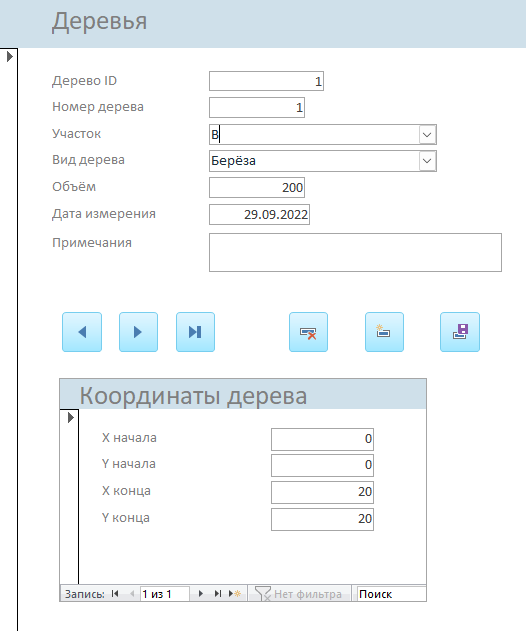 Деревья
Дерево ID 1
Номер дерева 1
Участок В
Вид дерева Берёза
Объём 200
Дата измерения 29.09.2022
Примечания
Координаты дерева
X начала 0
Y начала 0
X конца 20
Y конца 20
Запись: 1 из 1 Нет фильтра Поиск